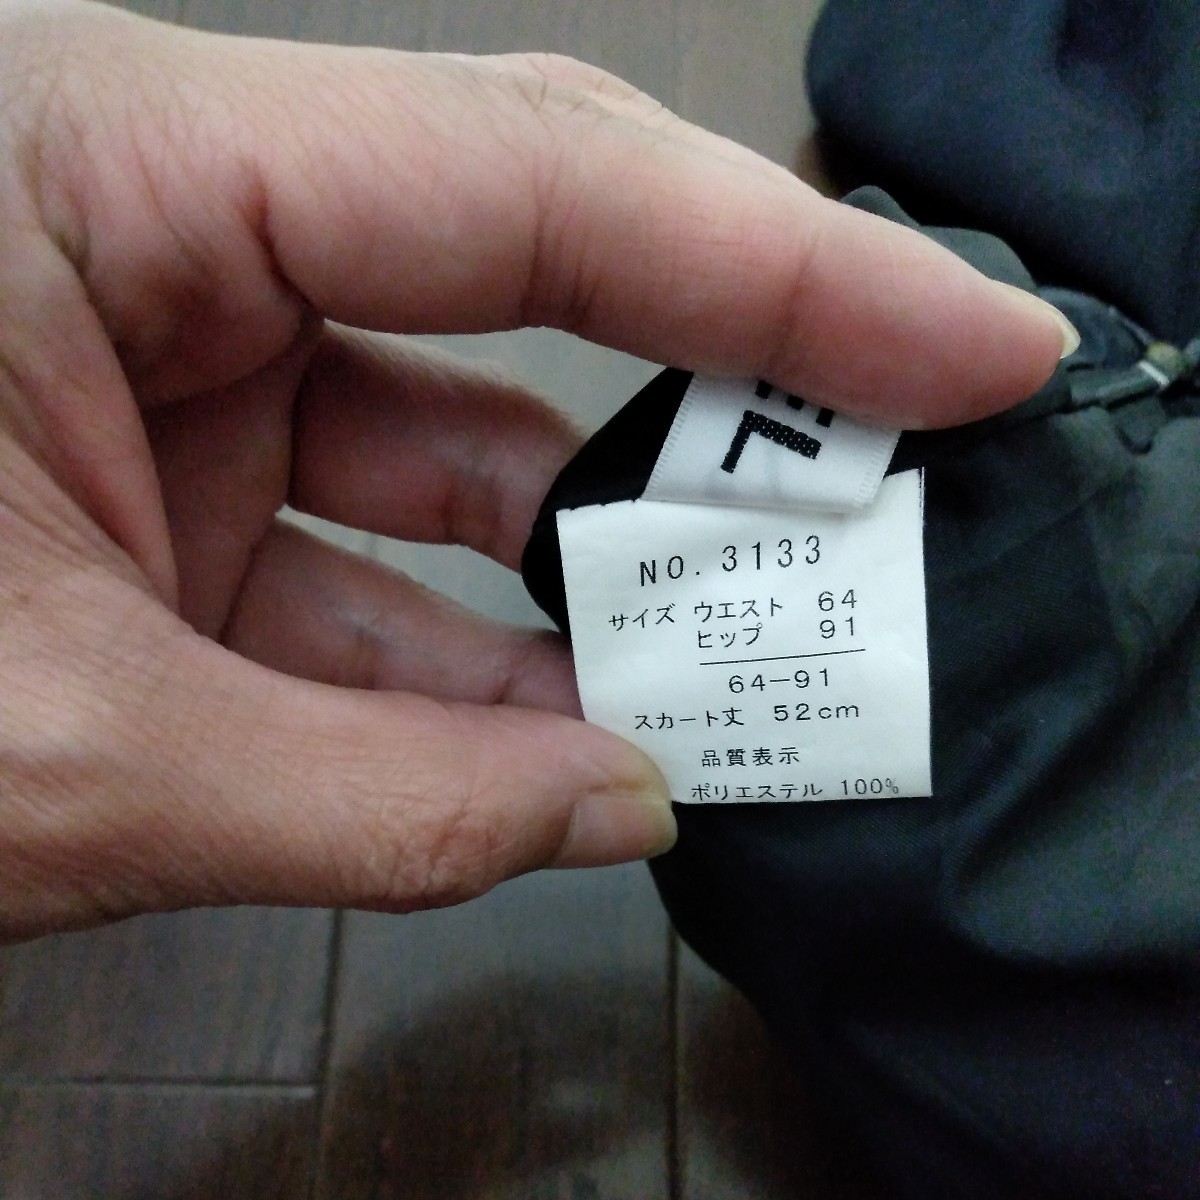 EL
NO. 3133
サイズ ウエスト 64
ヒップ 91
64-91
スカート丈 52cm
品質表示
ポリエステル 100%